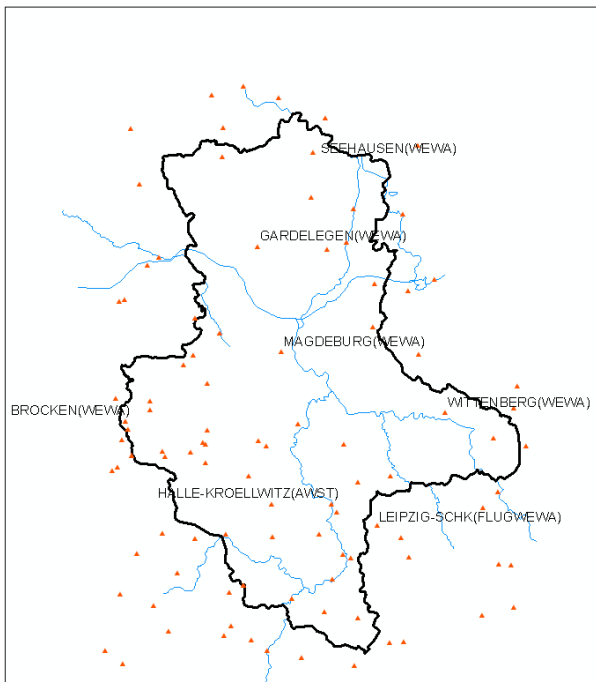 SEEHAUSEN(WEWA)
GARDELEGEN(WEWA)
MAGDEBURG(WEWA)
BROCKEN(WEWA)
WITTENBERG(WEWA)
HALLE-KROELLWITZ(AWST)
LEIPZIG-SCHK(FLUGWEWA)